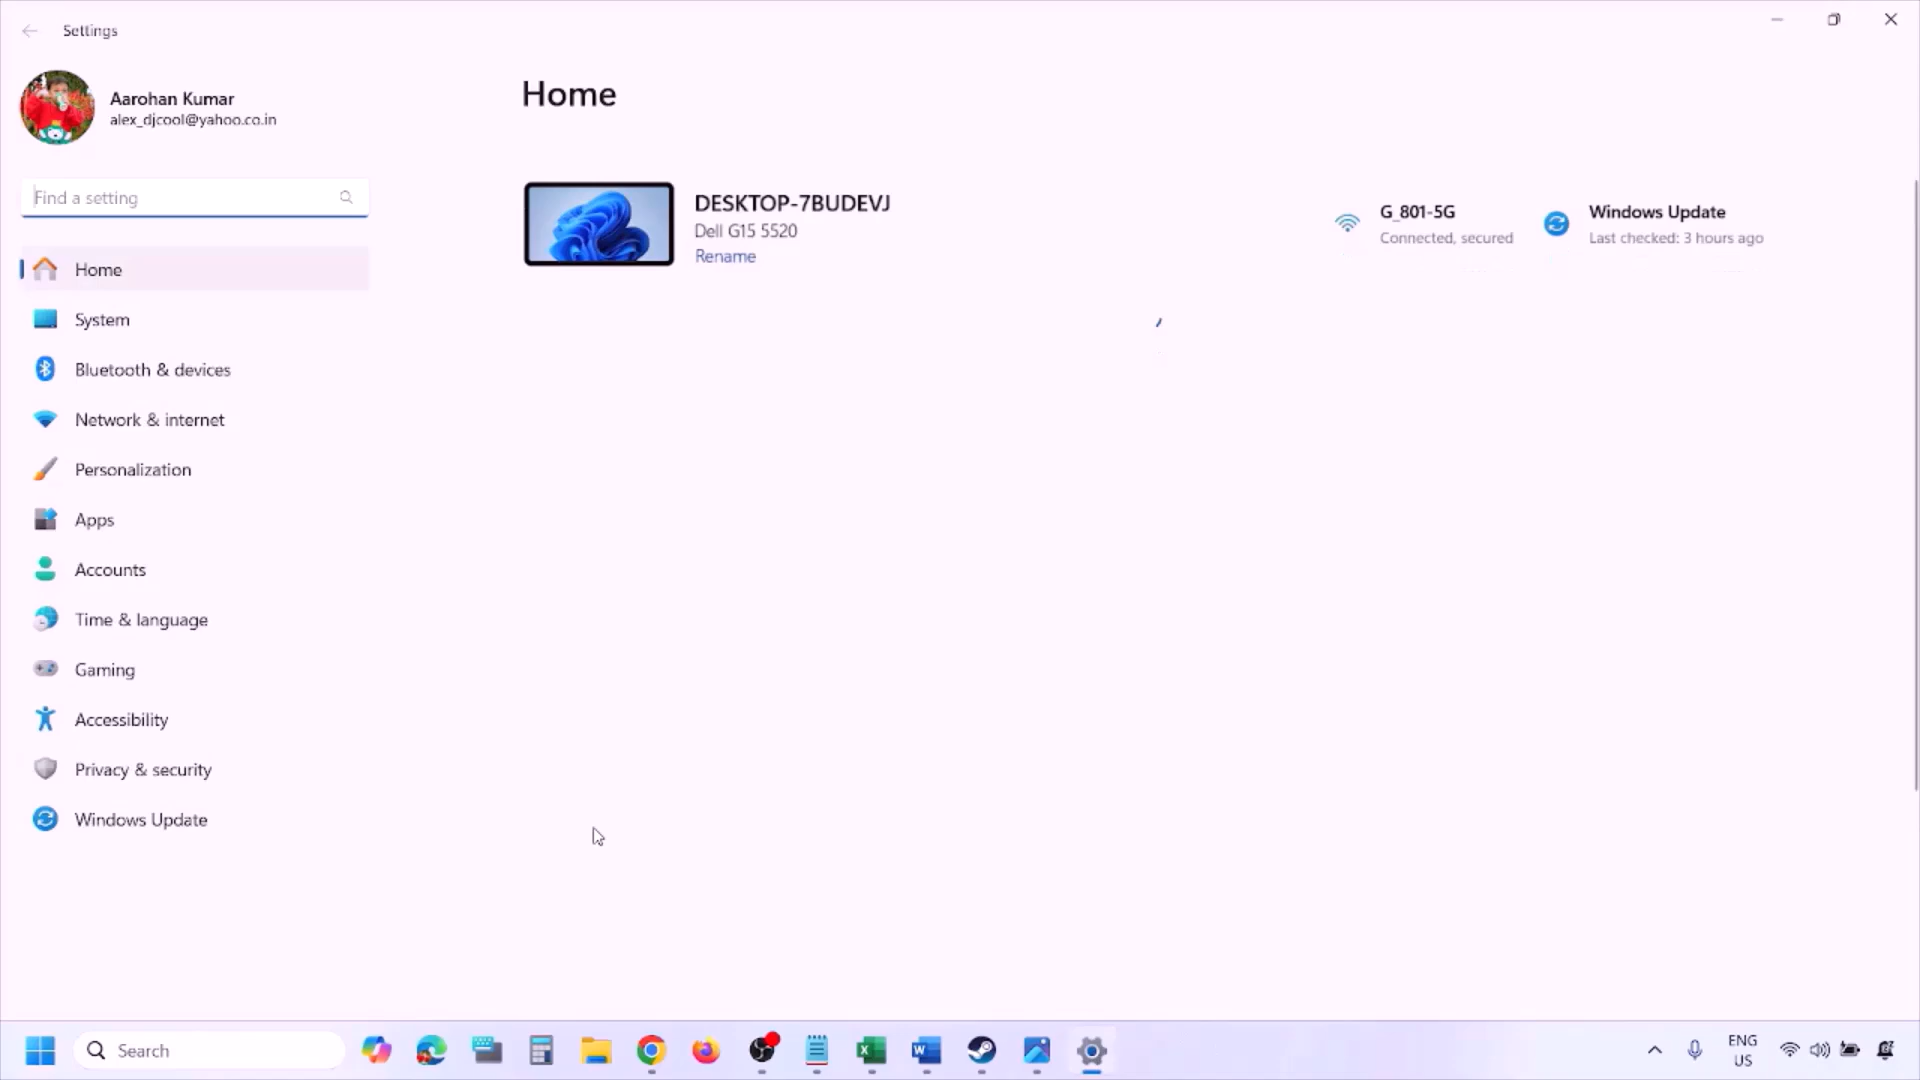 Settings
Aarohan Kumar
alex_djcool@yahoo.co.in
Find a setting
Home
System
Bluetooth & devices
Network & internet
Personalization
Apps
Accounts
Time & language
Gaming
Accessibility
Privacy & security
Windows Update
Home
DESKTOP-7BUDEVJ
Dell G15 5520
Rename
G_801-5G
Connected, secured
Windows Update
Last checked: 3 hours ago
Search
ENG
US